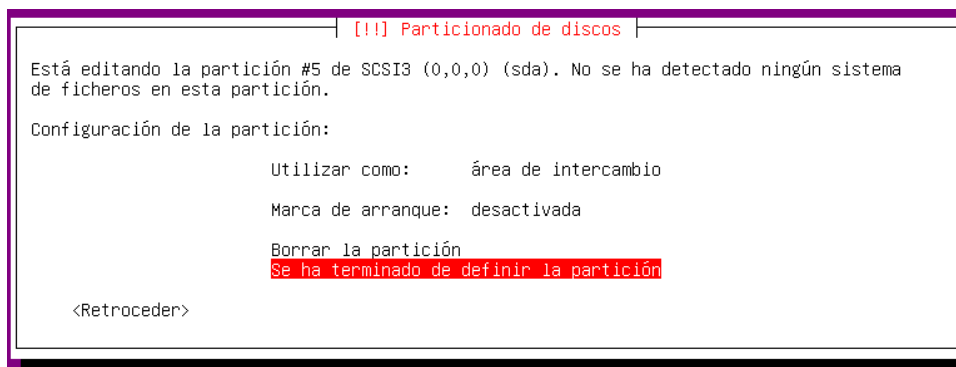 [!!] Particionado de discos
Está editando la partición #5 de SCSI3 (0,0,0) (sda). No se ha detectado ningún sistema
de ficheros en esta partición.
Configuración de la partición:
Utilizar como: área de intercambio
Marca de arranque: desactivada
Borrar la partición
Se ha terminado de definir la partición
<Retroceder>